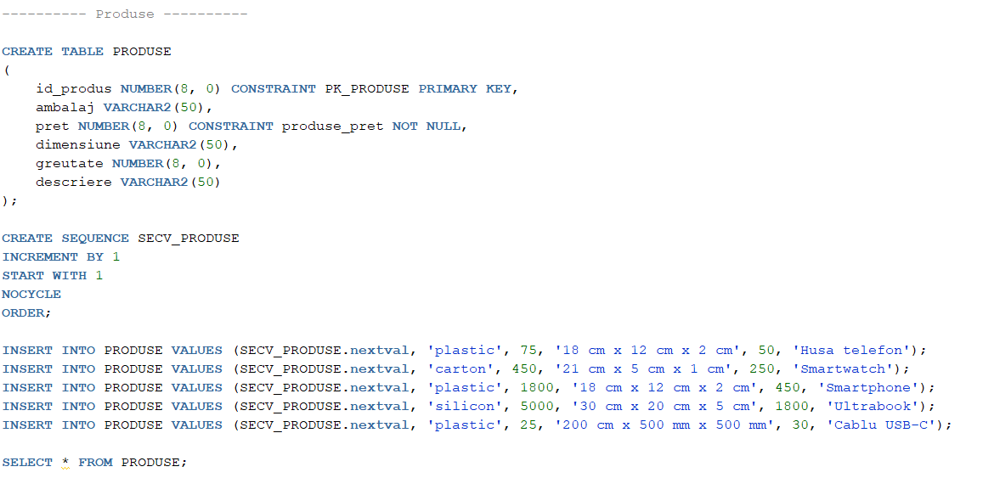 ---------- Produse ----------
CREATE TABLE PRODUSE
(
    id_produs NUMBER(8, 0) CONSTRAINT PK_PRODUSE PRIMARY KEY,
    ambalaj VARCHAR2(50),
    pret NUMBER(8, 0) CONSTRAINT produse_pret NOT NULL,
    dimensiune VARCHAR2(50),
    greutate NUMBER(8, 0),
    descriere VARCHAR2(50)
);
CREATE SEQUENCE SECV_PRODUSE
INCREMENT BY 1
START WITH 1
NOCYCLE
ORDER;
INSERT INTO PRODUSE VALUES (SECV_PRODUSE.nextval, 'plastic', 75, '18 cm x 12 cm x 2 cm', 50, 'Husa telefon');
INSERT INTO PRODUSE VALUES (SECV_PRODUSE.nextval, 'carton', 450, '21 cm x 5 cm x 1 cm', 250, 'Smartwatch');
INSERT INTO PRODUSE VALUES (SECV_PRODUSE.nextval, 'plastic', 1800, '18 cm x 12 cm x 2 cm', 450, 'Smartphone');
INSERT INTO PRODUSE VALUES (SECV_PRODUSE.nextval, 'silicon', 5000, '30 cm x 20 cm x 5 cm', 1800, 'Ultrabook');
INSERT INTO PRODUSE VALUES (SECV_PRODUSE.nextval, 'plastic', 25, '200 cm x 500 mm x 500 mm', 30, 'Cablu USB-C');
SELECT * FROM PRODUSE;